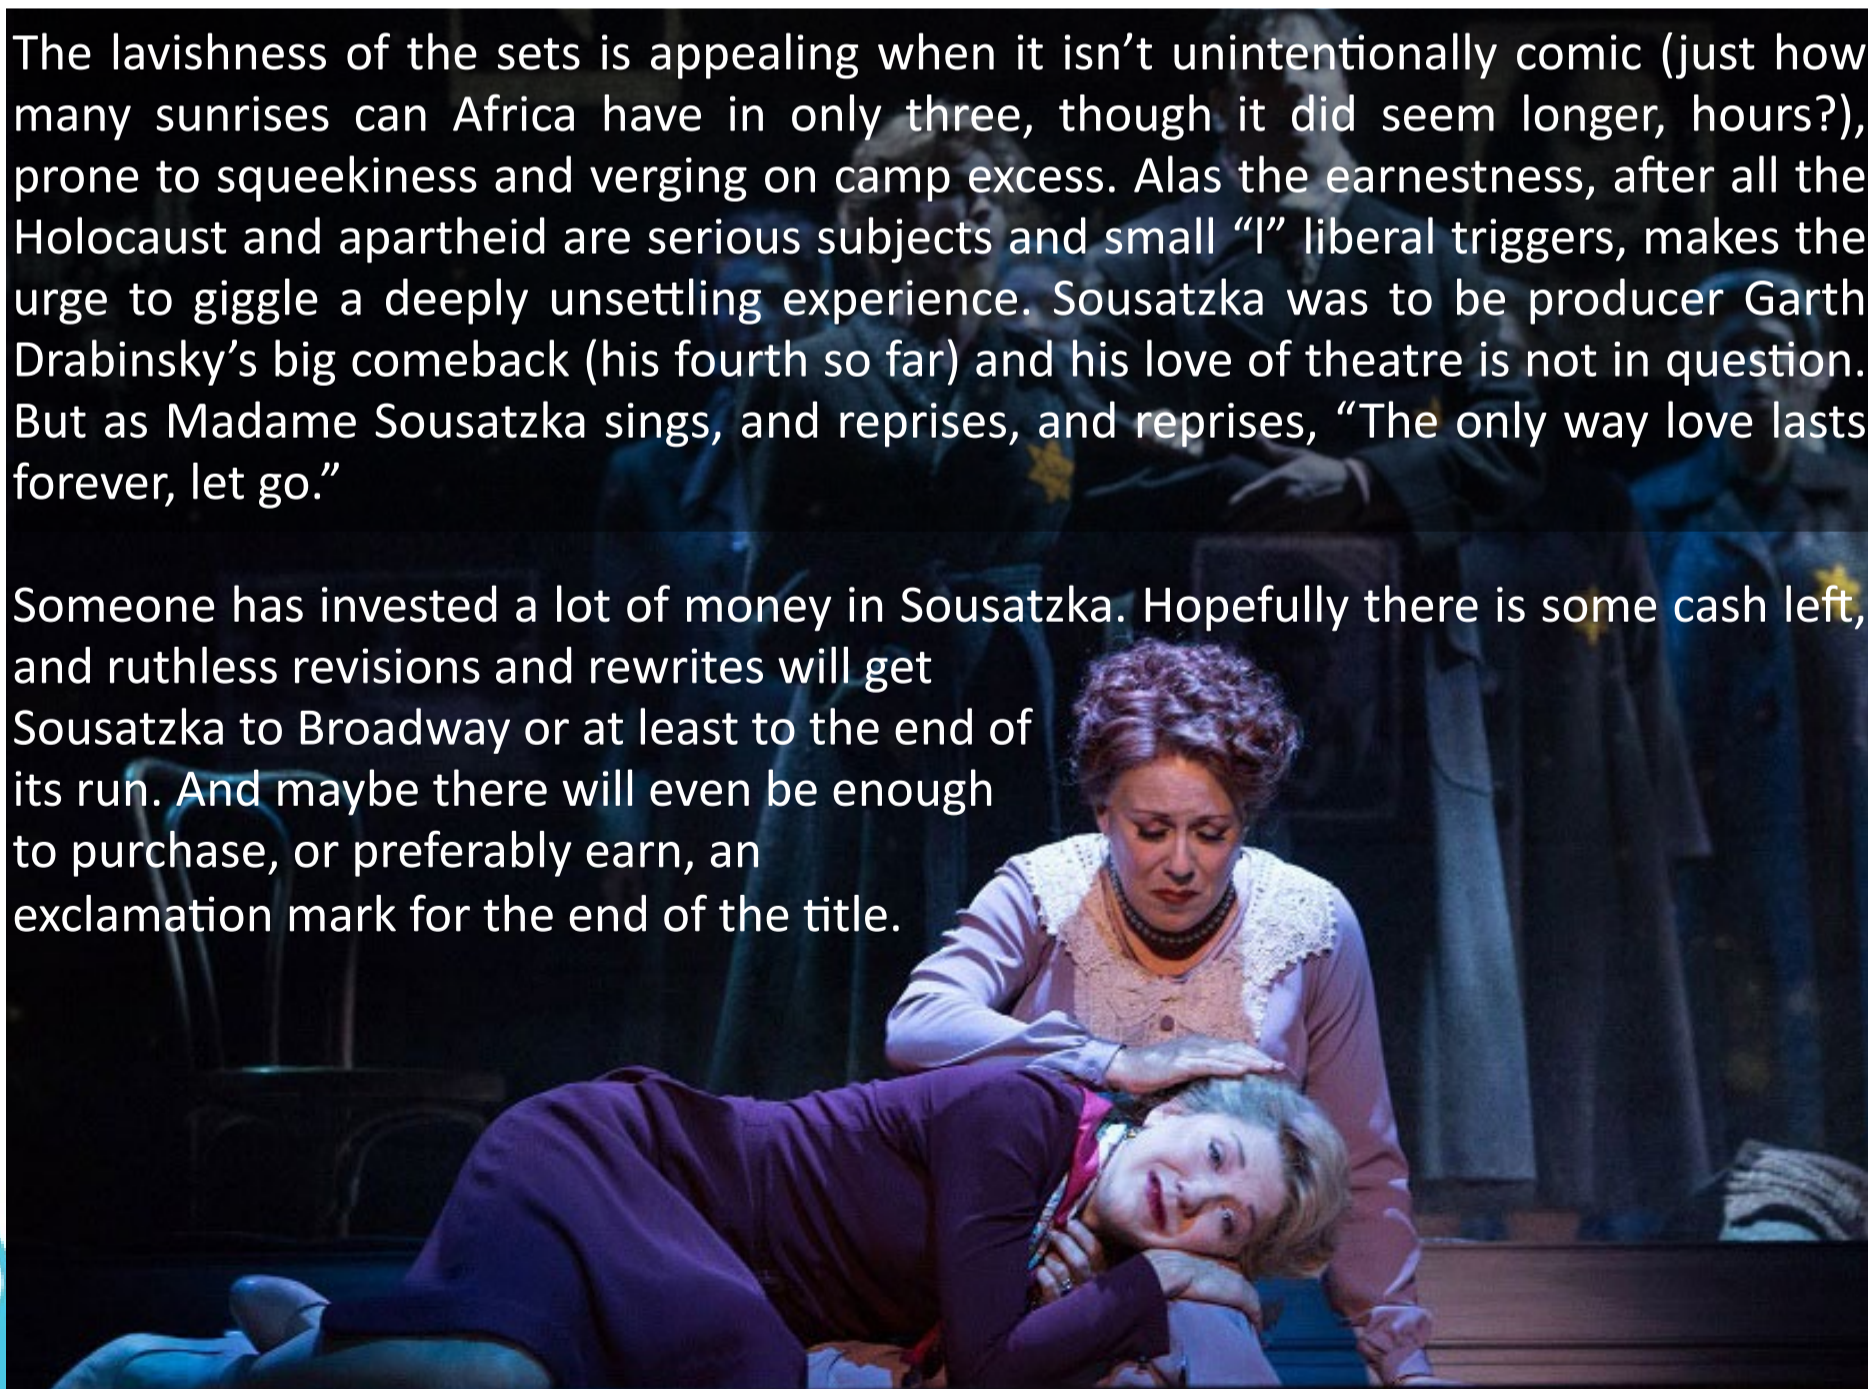 The lavishness of the sets is appealing when it isn’t unintentionally comic (just how
many sunrises can Africa have in only three, though it did seem longer, hours?),
prone to squeekiness and verging on camp excess. Alas the earnestness, after all the
Holocaust and apartheid are serious subjects and small “l” liberal triggers, makes the
urge to giggle a deeply unsettling experience. Sousatzka was to be producer Garth
Drabinsky’s big comeback (his fourth so far) and his love of theatre is not in question.
But as Madame Sousatzka sings, and reprises, and reprises, “The only way love lasts
forever, let go.”
Someone has invested a lot of money in Sousatzka. Hopefully there is some cash left,
and ruthless revisions and rewrites will get
Sousatzka to Broadway or at least to the end of
its run. And maybe there will even be enough
to purchase, or preferably earn, an
exclamation mark for the end of the title.